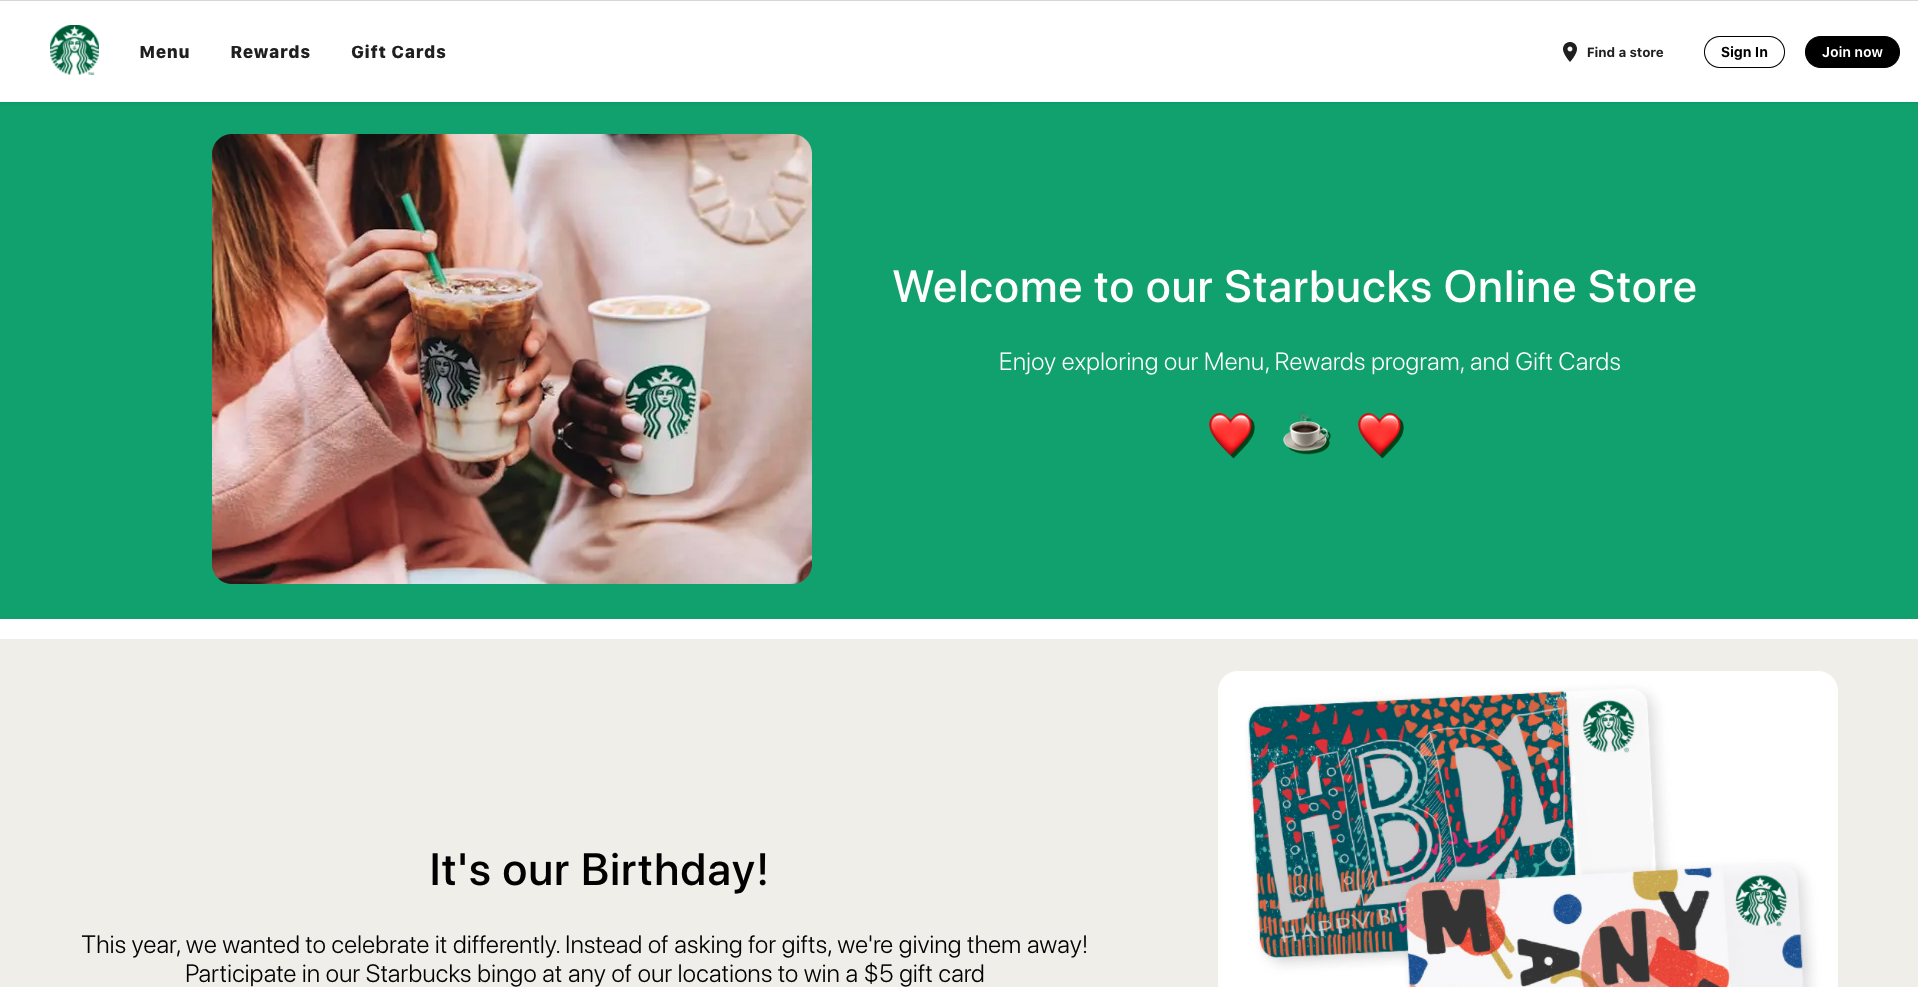 Menu Rewards Gift Cards Find a store Sign In Join now
Welcome to our Starbucks Online Store
Enjoy exploring our Menu, Rewards program, and Gift Cards
It's our Birthday!
This year, we wanted to celebrate it differently. Instead of asking for gifts, we're giving them away!
Participate in our Starbucks bingo at any of our locations to win a $5 gift card
HBD!
HAPPY
MANY